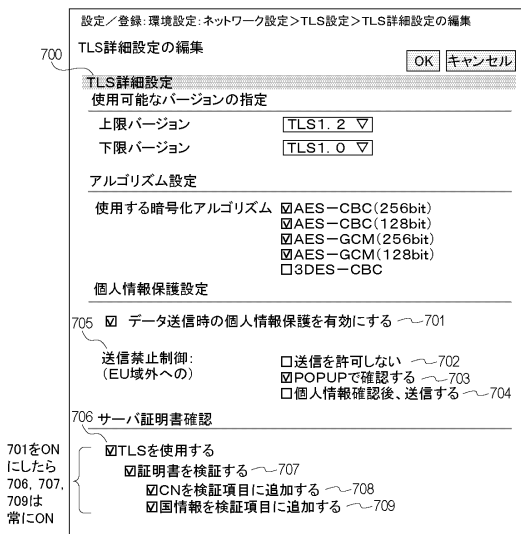 設定／登録:環境設定:ネットワーク設定＞TLS設定＞TLS詳細設定の編集
TLS詳細設定の編集
700
OK キャンセル
TLS詳細設定
使用可能なバージョンの指定
上限バージョン TLS1.2 ▽
下限バージョン TLS1.0 ▽
アルゴリズム設定
使用する暗号化アルゴリズム ☑AES－CBC(256bit)
☑AES－CBC(128bit)
☑AES－GCM(256bit)
☑AES－GCM(128bit)
☐3DES－CBC
個人情報保護設定
705
☑ データ送信時の個人情報保護を有効にする 701
送信禁止制御: ☐送信を許可しない 702
(EU域外への) ☑POPUPで確認する 703
☐個人情報確認後、送信する 704
706 サーバ証明書確認
☑TLSを使用する
☑証明書を検証する 707
☑CNを検証項目に追加する 708
☑国情報を検証項目に追加する 709
701をON
にしたら
706, 707,
709は
常にON